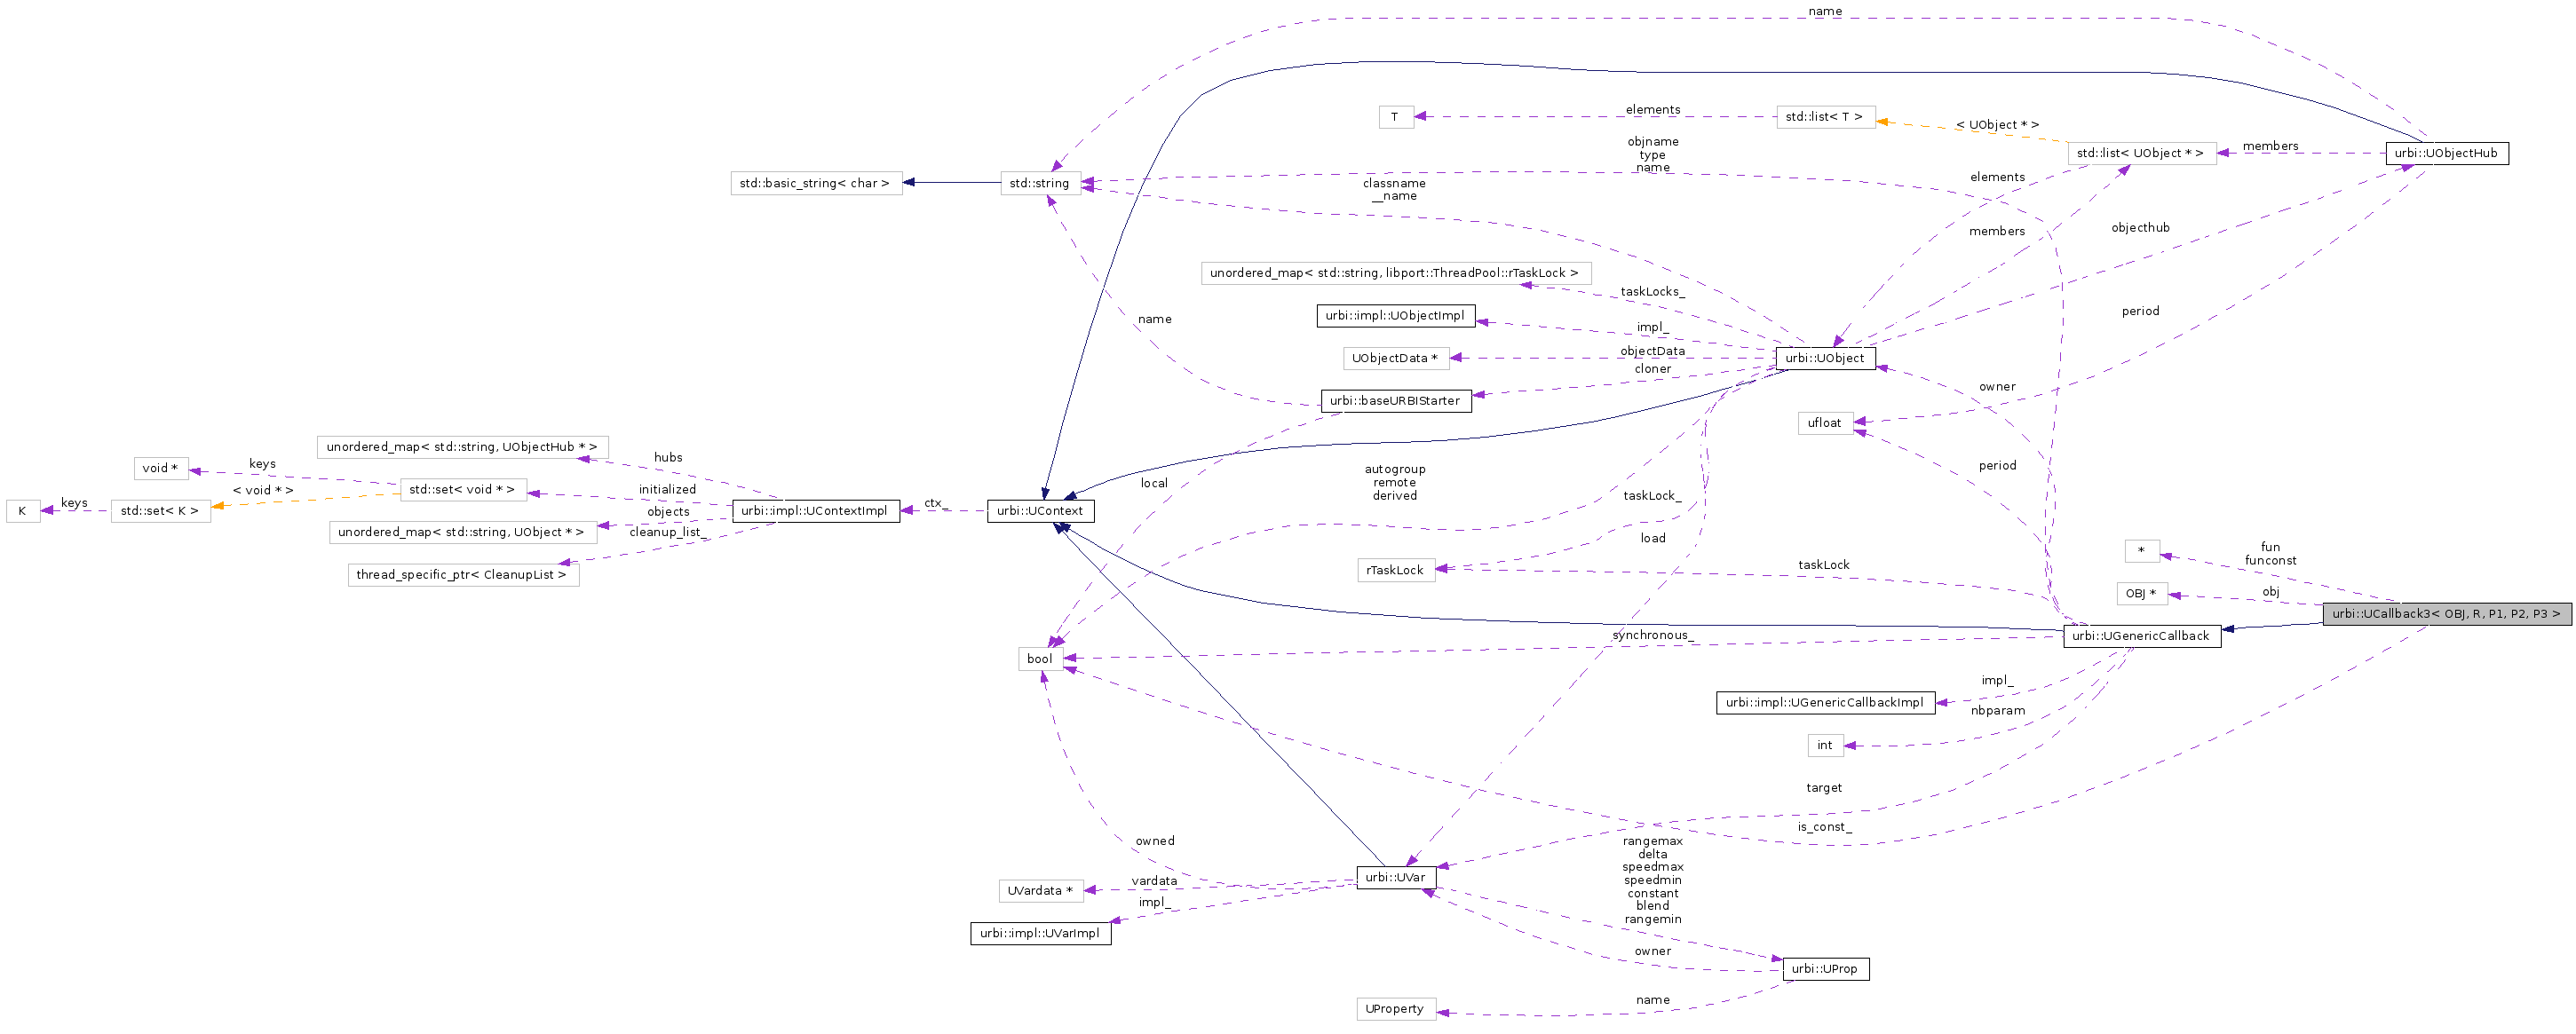 name
T
elements
std::list< T >
< UObject * >
std::list< UObject * >
members
urbi::UObjectHub
objname
type
name
std::basic_string< char >
std::string
classname
__name
elements
members
objecthub
unordered_map< std::string, libport::ThreadPool::rTaskLock >
taskLocks_
urbi::impl::UObjectImpl
impl_
name
period
UObjectData *
objectData
urbi::UObject
cloner
urbi::baseURBIStarter
owner
ufloat
unordered_map< std::string, UObjectHub * >
hubs
void *
keys
std::set< void * >
< void * >
initialized
local
autogroup
remote
derived
period
taskLock_
K
keys
std::set< K >
objects
urbi::impl::UContextImpl
ctx_
urbi::UContext
unordered_map< std::string, UObject * >
cleanup_list_
load
thread_specific_ptr< CleanupList >
rTaskLock
taskLock
*
fun
funconst
OBJ *
obj
urbi::UCallback3< OBJ, R, P1, P2, P3 >
synchronous_
urbi::UGenericCallback
bool
impl_
urbi::impl::UGenericCallbackImpl
nbparam
int
target
is_const_
owned
rangemax
delta
speedmax
speedmin
constant
blend
rangemin
urbi::UVar
UVardata *
vardata
impl_
urbi::impl::UVarImpl
owner
urbi::UProp
name
UProperty